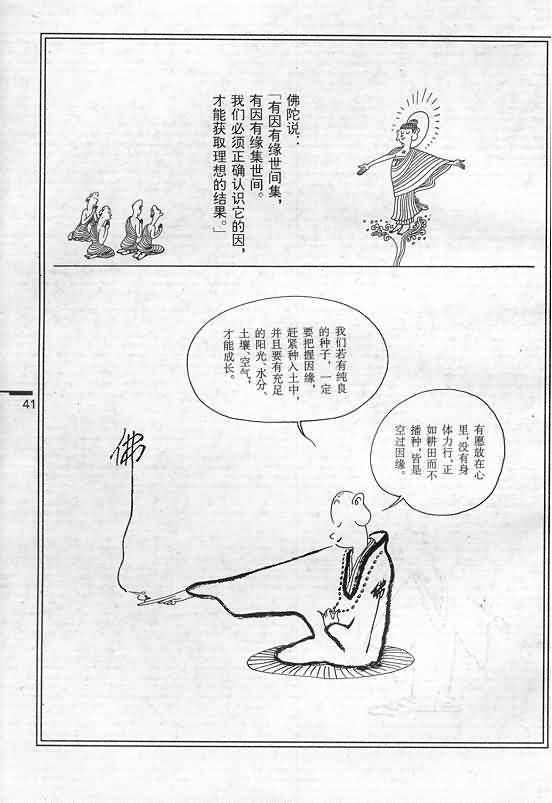 佛陀说：
「有因有缘世间集，
有因有缘集世间。
我们必须正确认识它的因，
才能获取理想的结果。」
我们若有纯良
的种子，一定
要把握因缘，
赶紧种入土中，
并且要有充足
的阳光、水分、
土壤、空气，
才能成长。
有愿放在心
里，没有身
体力行，正
如耕田而不
播种，皆是
空过因缘。
佛
佛
41